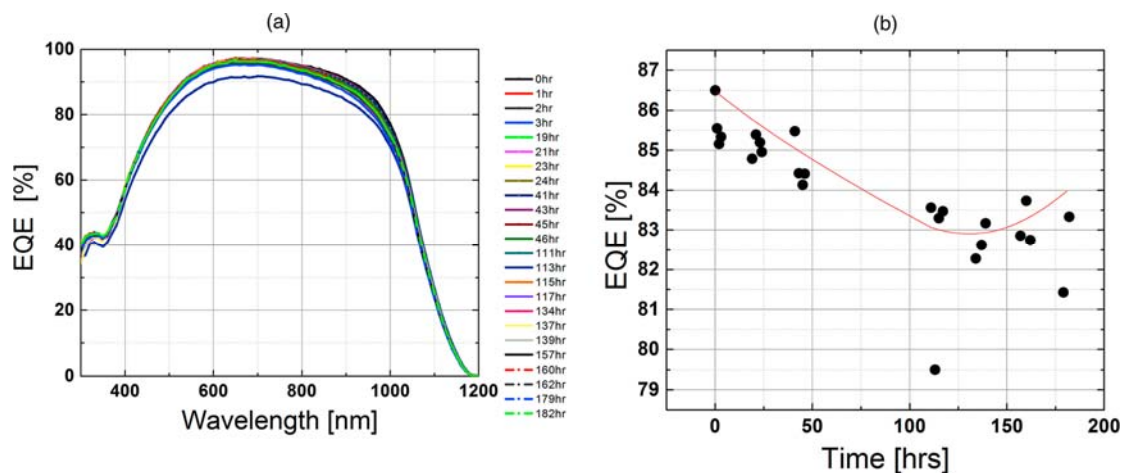 (a)
100
80
60
40
20
0
EQE [%]
400 600 800 1000 1200
Wavelength [nm]
0hr
1hr
2hr
3hr
19hr
21hr
23hr
24hr
41hr
43hr
45hr
46hr
111hr
113hr
115hr
117hr
134hr
137hr
139hr
157hr
160hr
162hr
179hr
182hr
(b)
87
86
85
84
83
82
81
80
79
EQE [%]
0 50 100 150 200
Time [hrs]